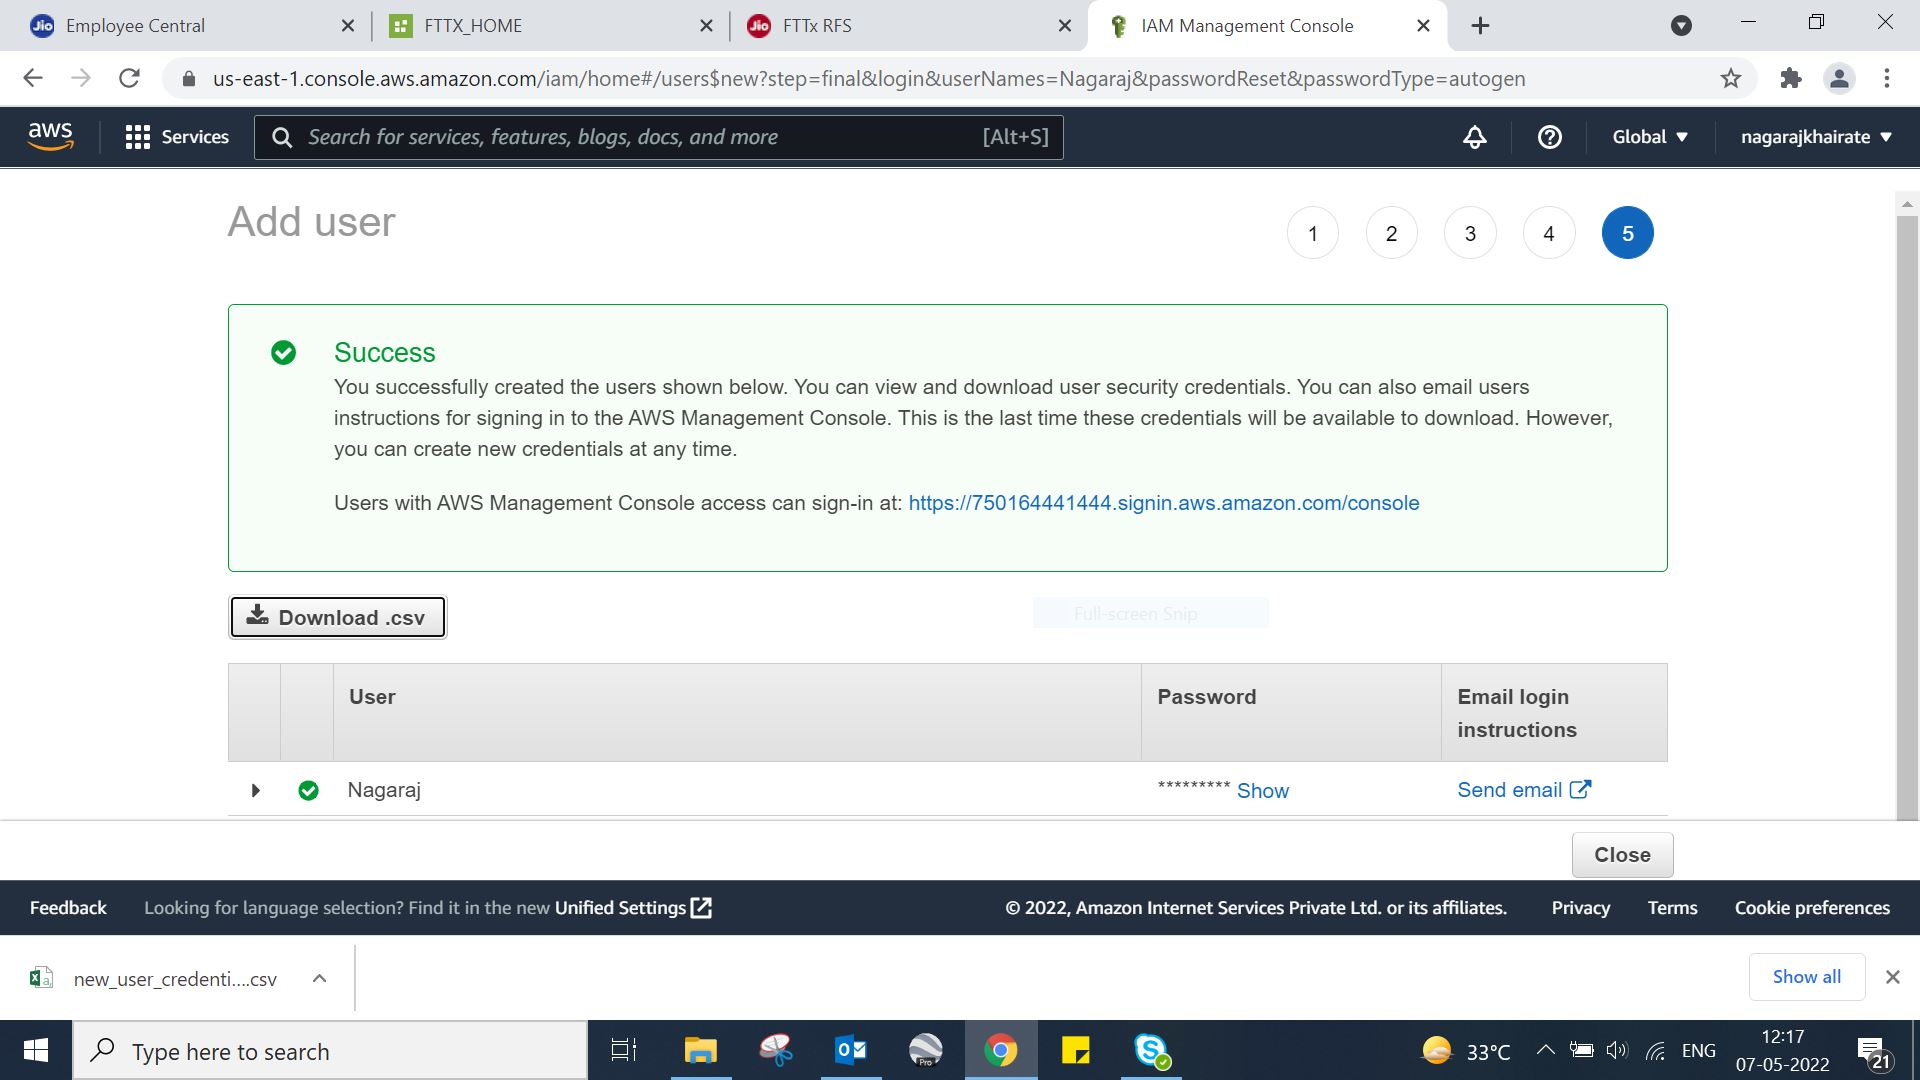 Employee Central
FTTX_HOME
FTTx RFS
IAM Management Console
us-east-1.console.aws.amazon.com/iam/home#/users$new?step=final&login&userNames=Nagaraj&passwordReset&passwordType=autogen
aws
Services
Search for services, features, blogs, docs, and more
[Alt+S]
Global
nagarajkhairate
Add user
1 2 3 4 5
Success
You successfully created the users shown below. You can view and download user security credentials. You can also email users
instructions for signing in to the AWS Management Console. This is the last time these credentials will be available to download. However,
you can create new credentials at any time.
Users with AWS Management Console access can sign-in at: https://750164441444.signin.aws.amazon.com/console
Download .csv
Full-screen Snip
User
Password
Email login
instructions
Nagaraj
********* Show
Send email
Close
Feedback
Looking for language selection? Find it in the new Unified Settings
© 2022, Amazon Internet Services Private Ltd. or its affiliates.
Privacy
Terms
Cookie preferences
new_user_credenti....csv
Show all
Type here to search
33°C
ENG
12:17
07-05-2022
21